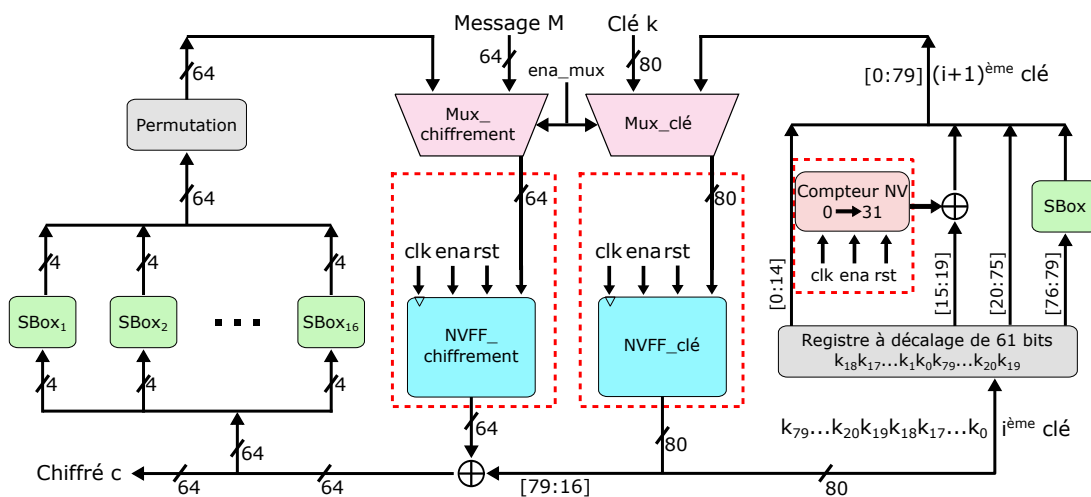 Message M
Clé k
64
64
80
ena_mux
[0:79] (i+1)ème clé
Permutation
Mux_
chiffrement
Mux_clé
64
64
80
Compteur NV
0 → 31
SBox
clk ena rst
4
4
4
clk ena rst
clk ena rst
[0:14]
[15:19]
[20:75]
[76:79]
SBox1
SBox2
SBox16
NVFF_
chiffrement
NVFF_clé
Registre à décalage de 61 bits
k18k17...k1k0k79...k20k19
4
4
4
64
80
k79...k20k19k18k17...k0 ième clé
64
Chiffré c
64
64
[79:16]
80